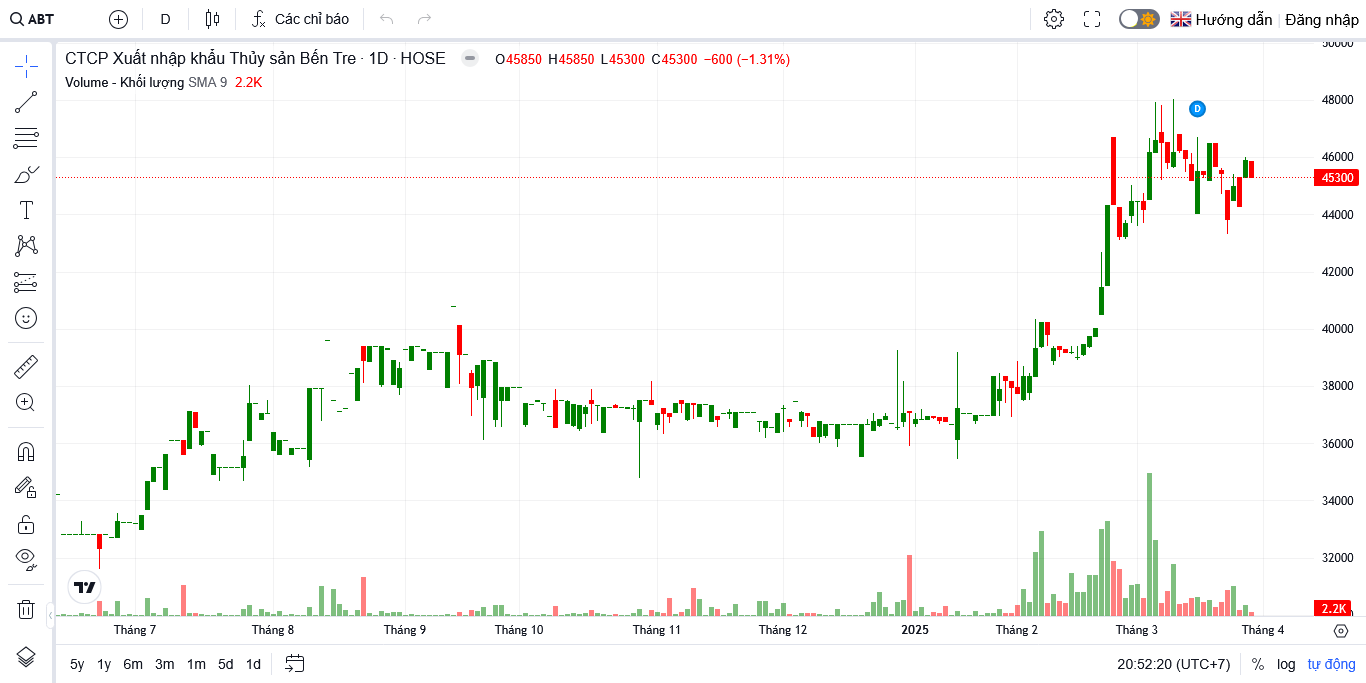 ABT D Các chỉ báo Hướng dẫn Đăng nhập
CTCP Xuất nhập khẩu Thủy sản Bến Tre · 1D · HOSE O45850 H45850 L45300 C45300 −600 (−1.31%)
Volume - Khối lượng SMA 9 2.2K
50000
48000
D
46000
45300
44000
42000
40000
38000
36000
34000
32000
2.2K
Tháng 7 Tháng 8 Tháng 9 Tháng 10 Tháng 11 Tháng 12 2025 Tháng 2 Tháng 3 Tháng 4
5y 1y 6m 3m 1m 5d 1d 20:52:20 (UTC+7) % log tự động